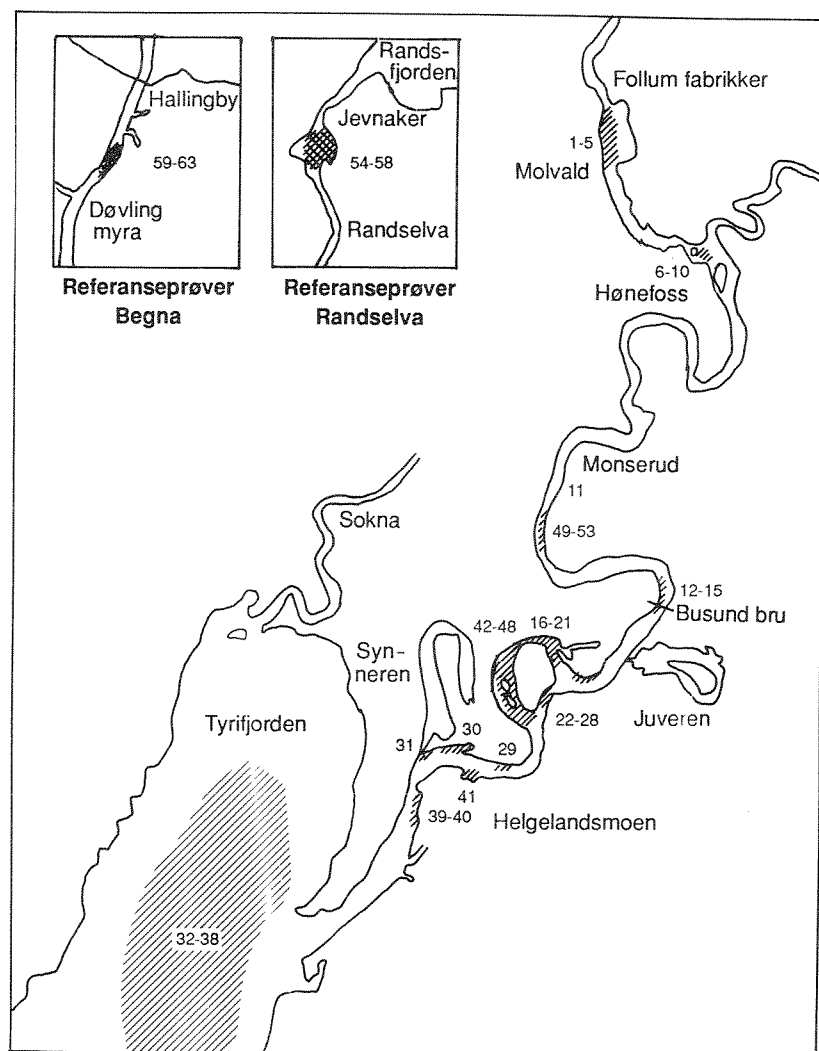 Hallingby
59-63
Døvling
myra
Referanseprøver
Begna
Rands-
fjorden
Jevnaker
54-58
Randselva
Referanseprøver
Randselva
Follum fabrikker
1-5
Molvald
6-10
Hønefoss
Monserud
11
49-53
Sokna
12-15
Busund bru
42-48
16-21
Syn-
neren
Juveren
22-28
Tyrifjorden
30
31
29
41
39-40
Helgelandsmoen
32-38